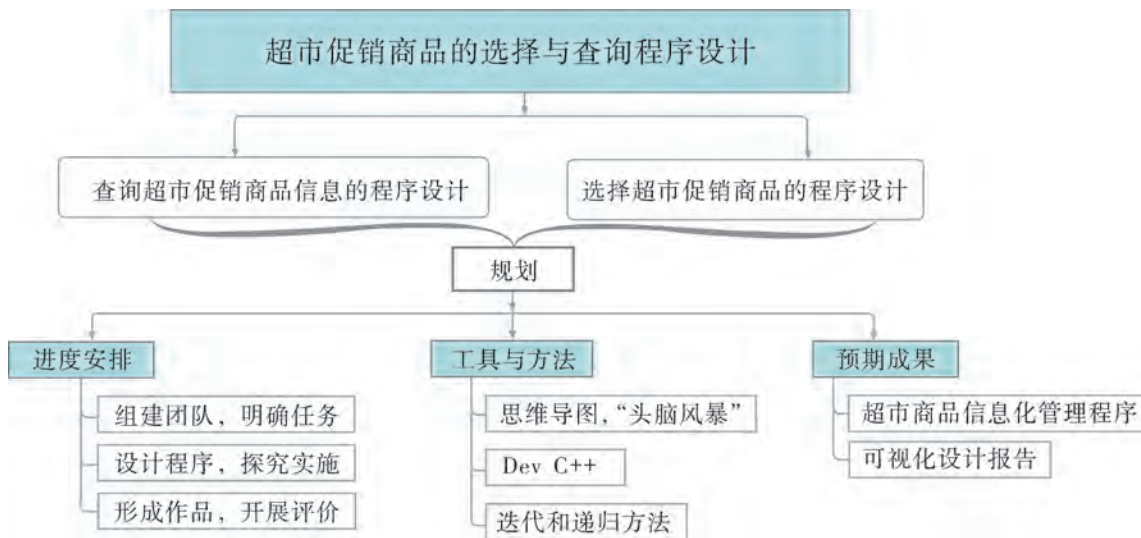 超市促销商品的选择与查询程序设计
查询超市促销商品信息的程序设计
选择超市促销商品的程序设计
规划
进度安排
组建团队，明确任务
设计程序，探究实施
形成作品，开展评价
工具与方法
思维导图，“头脑风暴”
Dev C++
迭代和递归方法
预期成果
超市商品信息化管理程序
可视化设计报告